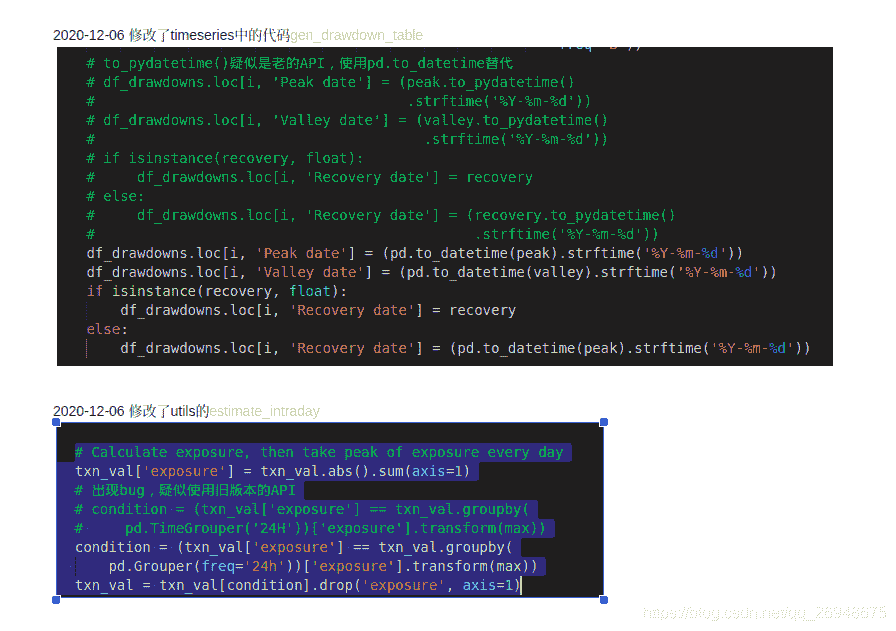 2020-12-06 修改了timeseries中的代码gen_drawdown_table
# to_pydatetime()疑似是老的API，使用pd.to_datetime替代
# df_drawdowns.loc[i, 'Peak date'] = (peak.to_pydatetime()
#                                     .strftime('%Y-%m-%d'))
# df_drawdowns.loc[i, 'Valley date'] = (valley.to_pydatetime()
#                                       .strftime('%Y-%m-%d'))
# if isinstance(recovery, float):
#     df_drawdowns.loc[i, 'Recovery date'] = recovery
# else:
#     df_drawdowns.loc[i, 'Recovery date'] = (recovery.to_pydatetime()
#                                             .strftime('%Y-%m-%d'))
df_drawdowns.loc[i, 'Peak date'] = (pd.to_datetime(peak).strftime('%Y-%m-%d'))
df_drawdowns.loc[i, 'Valley date'] = (pd.to_datetime(valley).strftime('%Y-%m-%d'))
if isinstance(recovery, float):
    df_drawdowns.loc[i, 'Recovery date'] = recovery
else:
    df_drawdowns.loc[i, 'Recovery date'] = (pd.to_datetime(peak).strftime('%Y-%m-%d'))
2020-12-06 修改了utils的estimate_intraday
# Calculate exposure, then take peak of exposure every day
txn_val['exposure'] = txn_val.abs().sum(axis=1)
# 出现bug，疑似使用旧版本的API
# condition = (txn_val['exposure'] == txn_val.groupby(
#     pd.TimeGrouper('24H'))['exposure'].transform(max))
condition = (txn_val['exposure'] == txn_val.groupby(
    pd.Grouper(freq='24h'))['exposure'].transform(max))
txn_val = txn_val[condition].drop('exposure', axis=1)
https://blog.csdn.net/qq_26948675